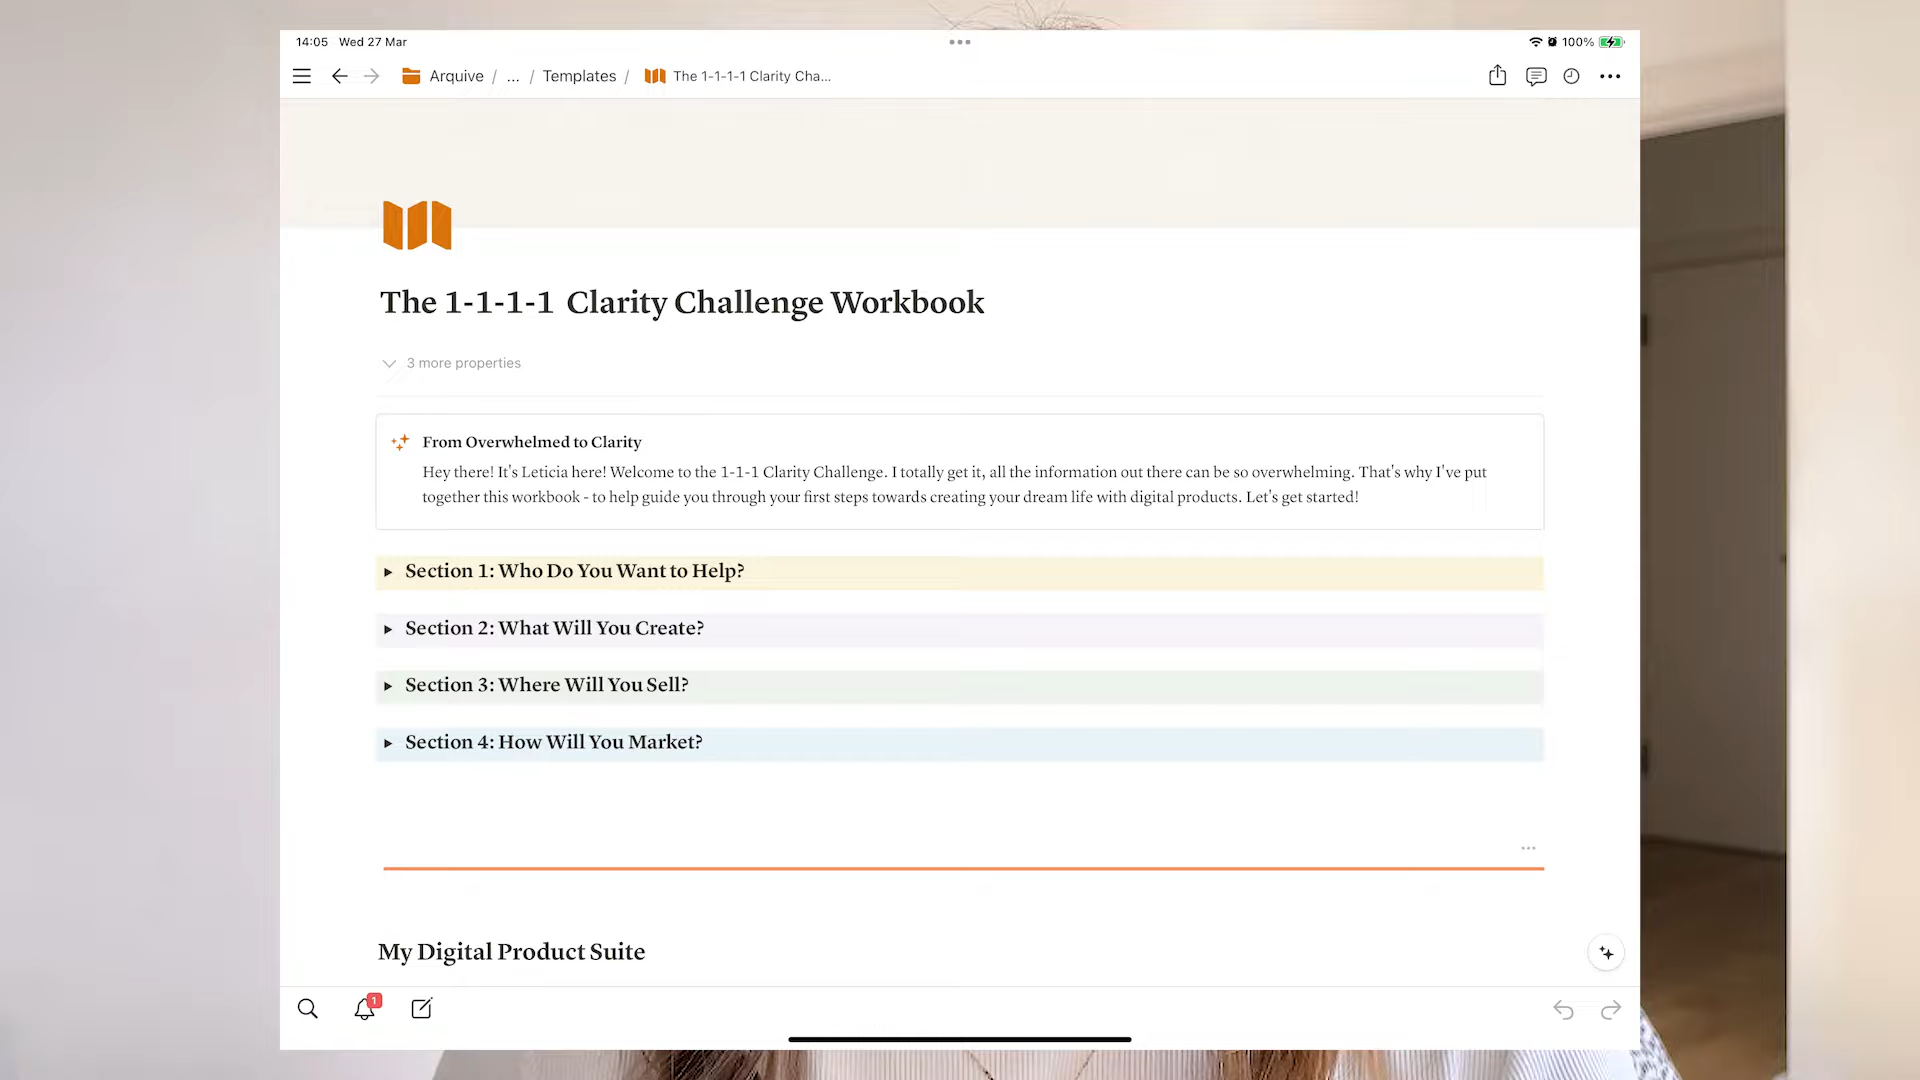 14:05 Wed 27 Mar
100%
Arquive / ... / Templates / The 1-1-1-1 Clarity Cha...
The 1-1-1-1 Clarity Challenge Workbook
3 more properties
From Overwhelmed to Clarity
Hey there! It's Leticia here! Welcome to the 1-1-1 Clarity Challenge. I totally get it, all the information out there can be so overwhelming. That's why I've put
together this workbook - to help guide you through your first steps towards creating your dream life with digital products. Let's get started!
Section 1: Who Do You Want to Help?
Section 2: What Will You Create?
Section 3: Where Will You Sell?
Section 4: How Will You Market?
My Digital Product Suite
1